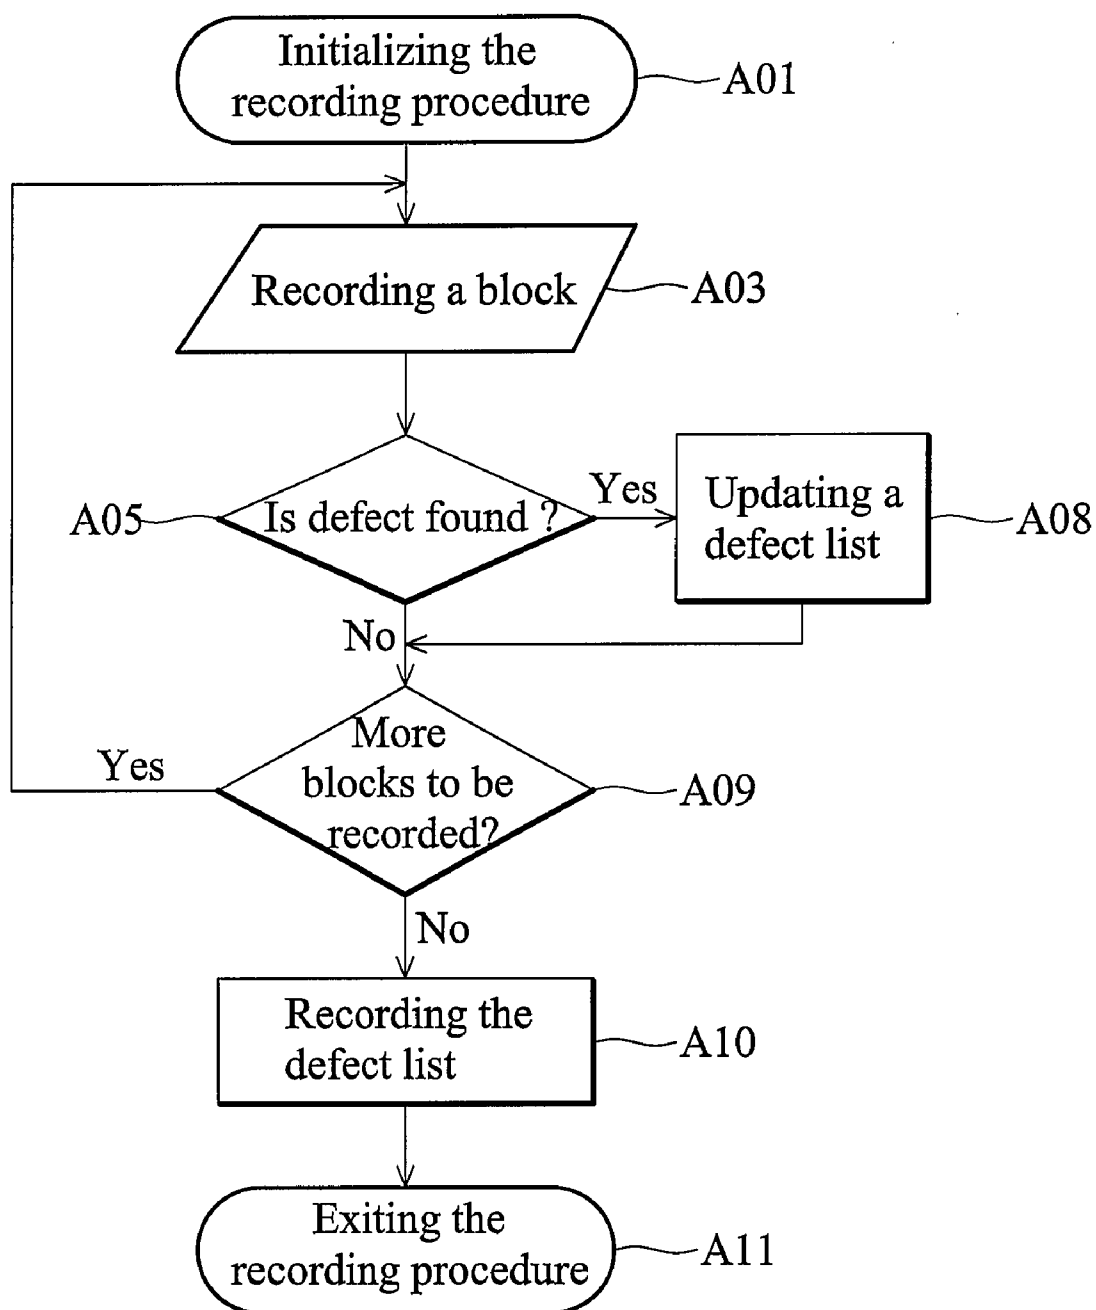 Initializing the
recording procedure
A01
Recording a block
A03
A05
Is defect found ?
Yes
Updating a
defect list
A08
No
More
blocks to be
recorded?
Yes
A09
No
Recording the
defect list
A10
Exiting the
recording procedure
A11